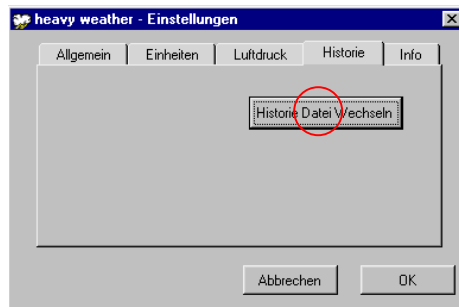 heavy weather - Einstellungen
Allgemein Einheiten Luftdruck Historie Info
Historie Datei Wechseln
Abbrechen OK